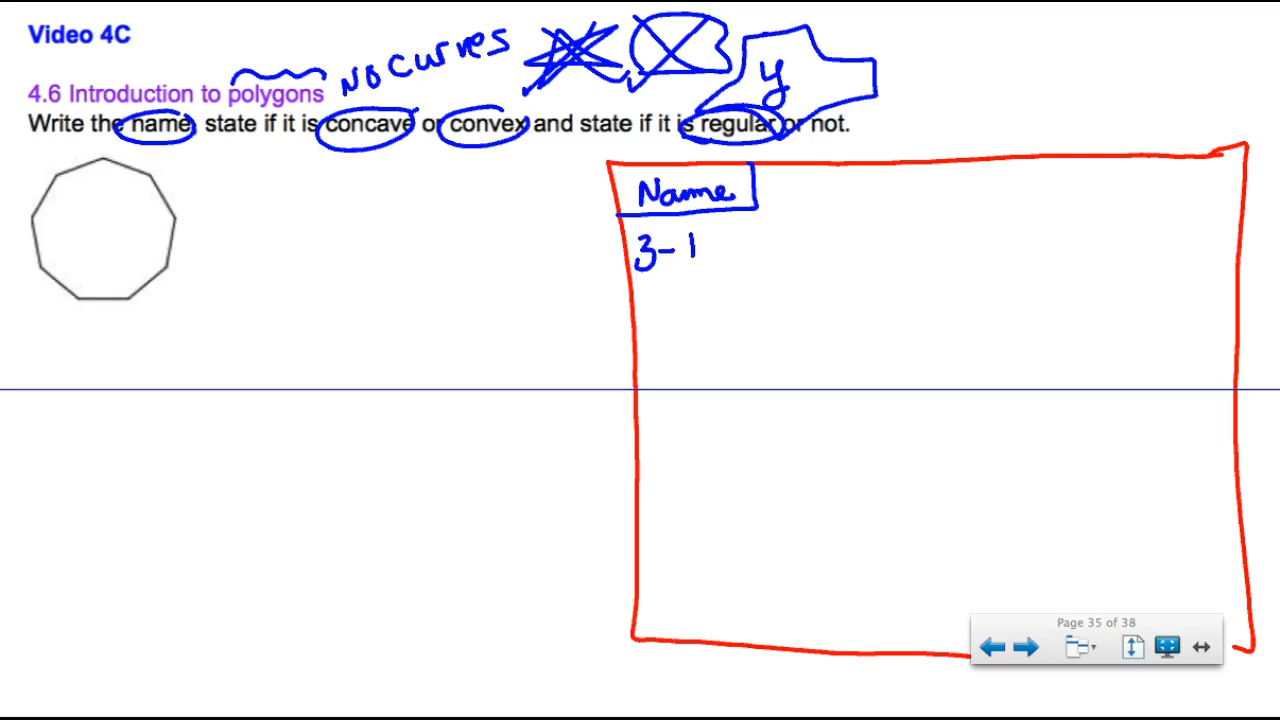 Video 4C
No curves
y
4.6 Introduction to polygons
Write the name, state if it is concave or convex and state if it is regular or not.
Name
3-1
Page 35 of 38